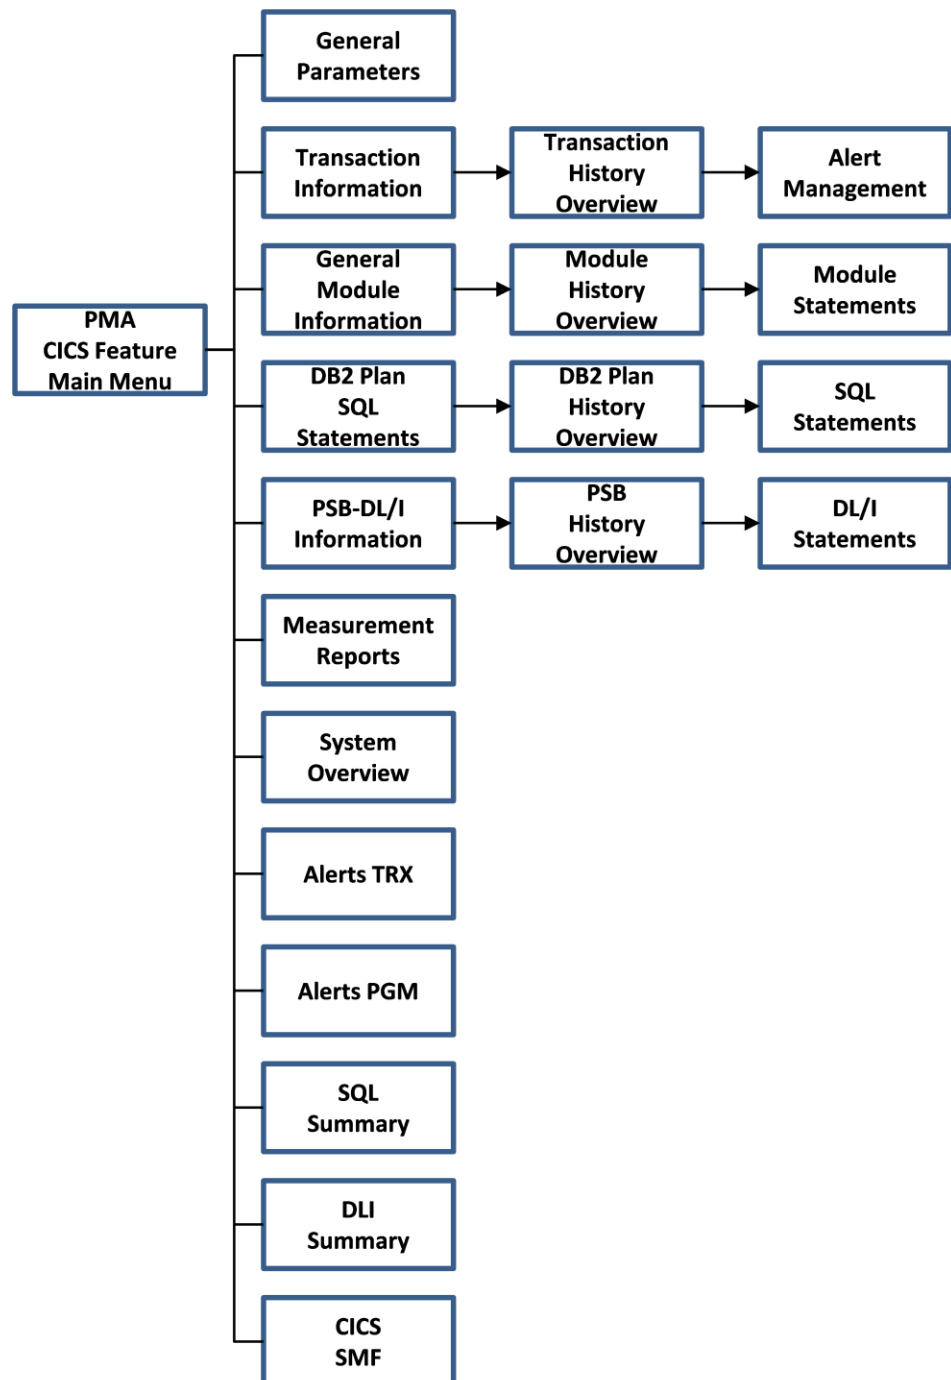 General
Parameters
Transaction
Information
Transaction
History
Overview
Alert
Management
General
Module
Information
Module
History
Overview
Module
Statements
PMA
CICS Feature
Main Menu
DB2 Plan
SQL
Statements
DB2 Plan
History
Overview
SQL
Statements
PSB-DL/I
Information
PSB
History
Overview
DL/I
Statements
Measurement
Reports
System
Overview
Alerts TRX
Alerts PGM
SQL
Summary
DLI
Summary
CICS
SMF